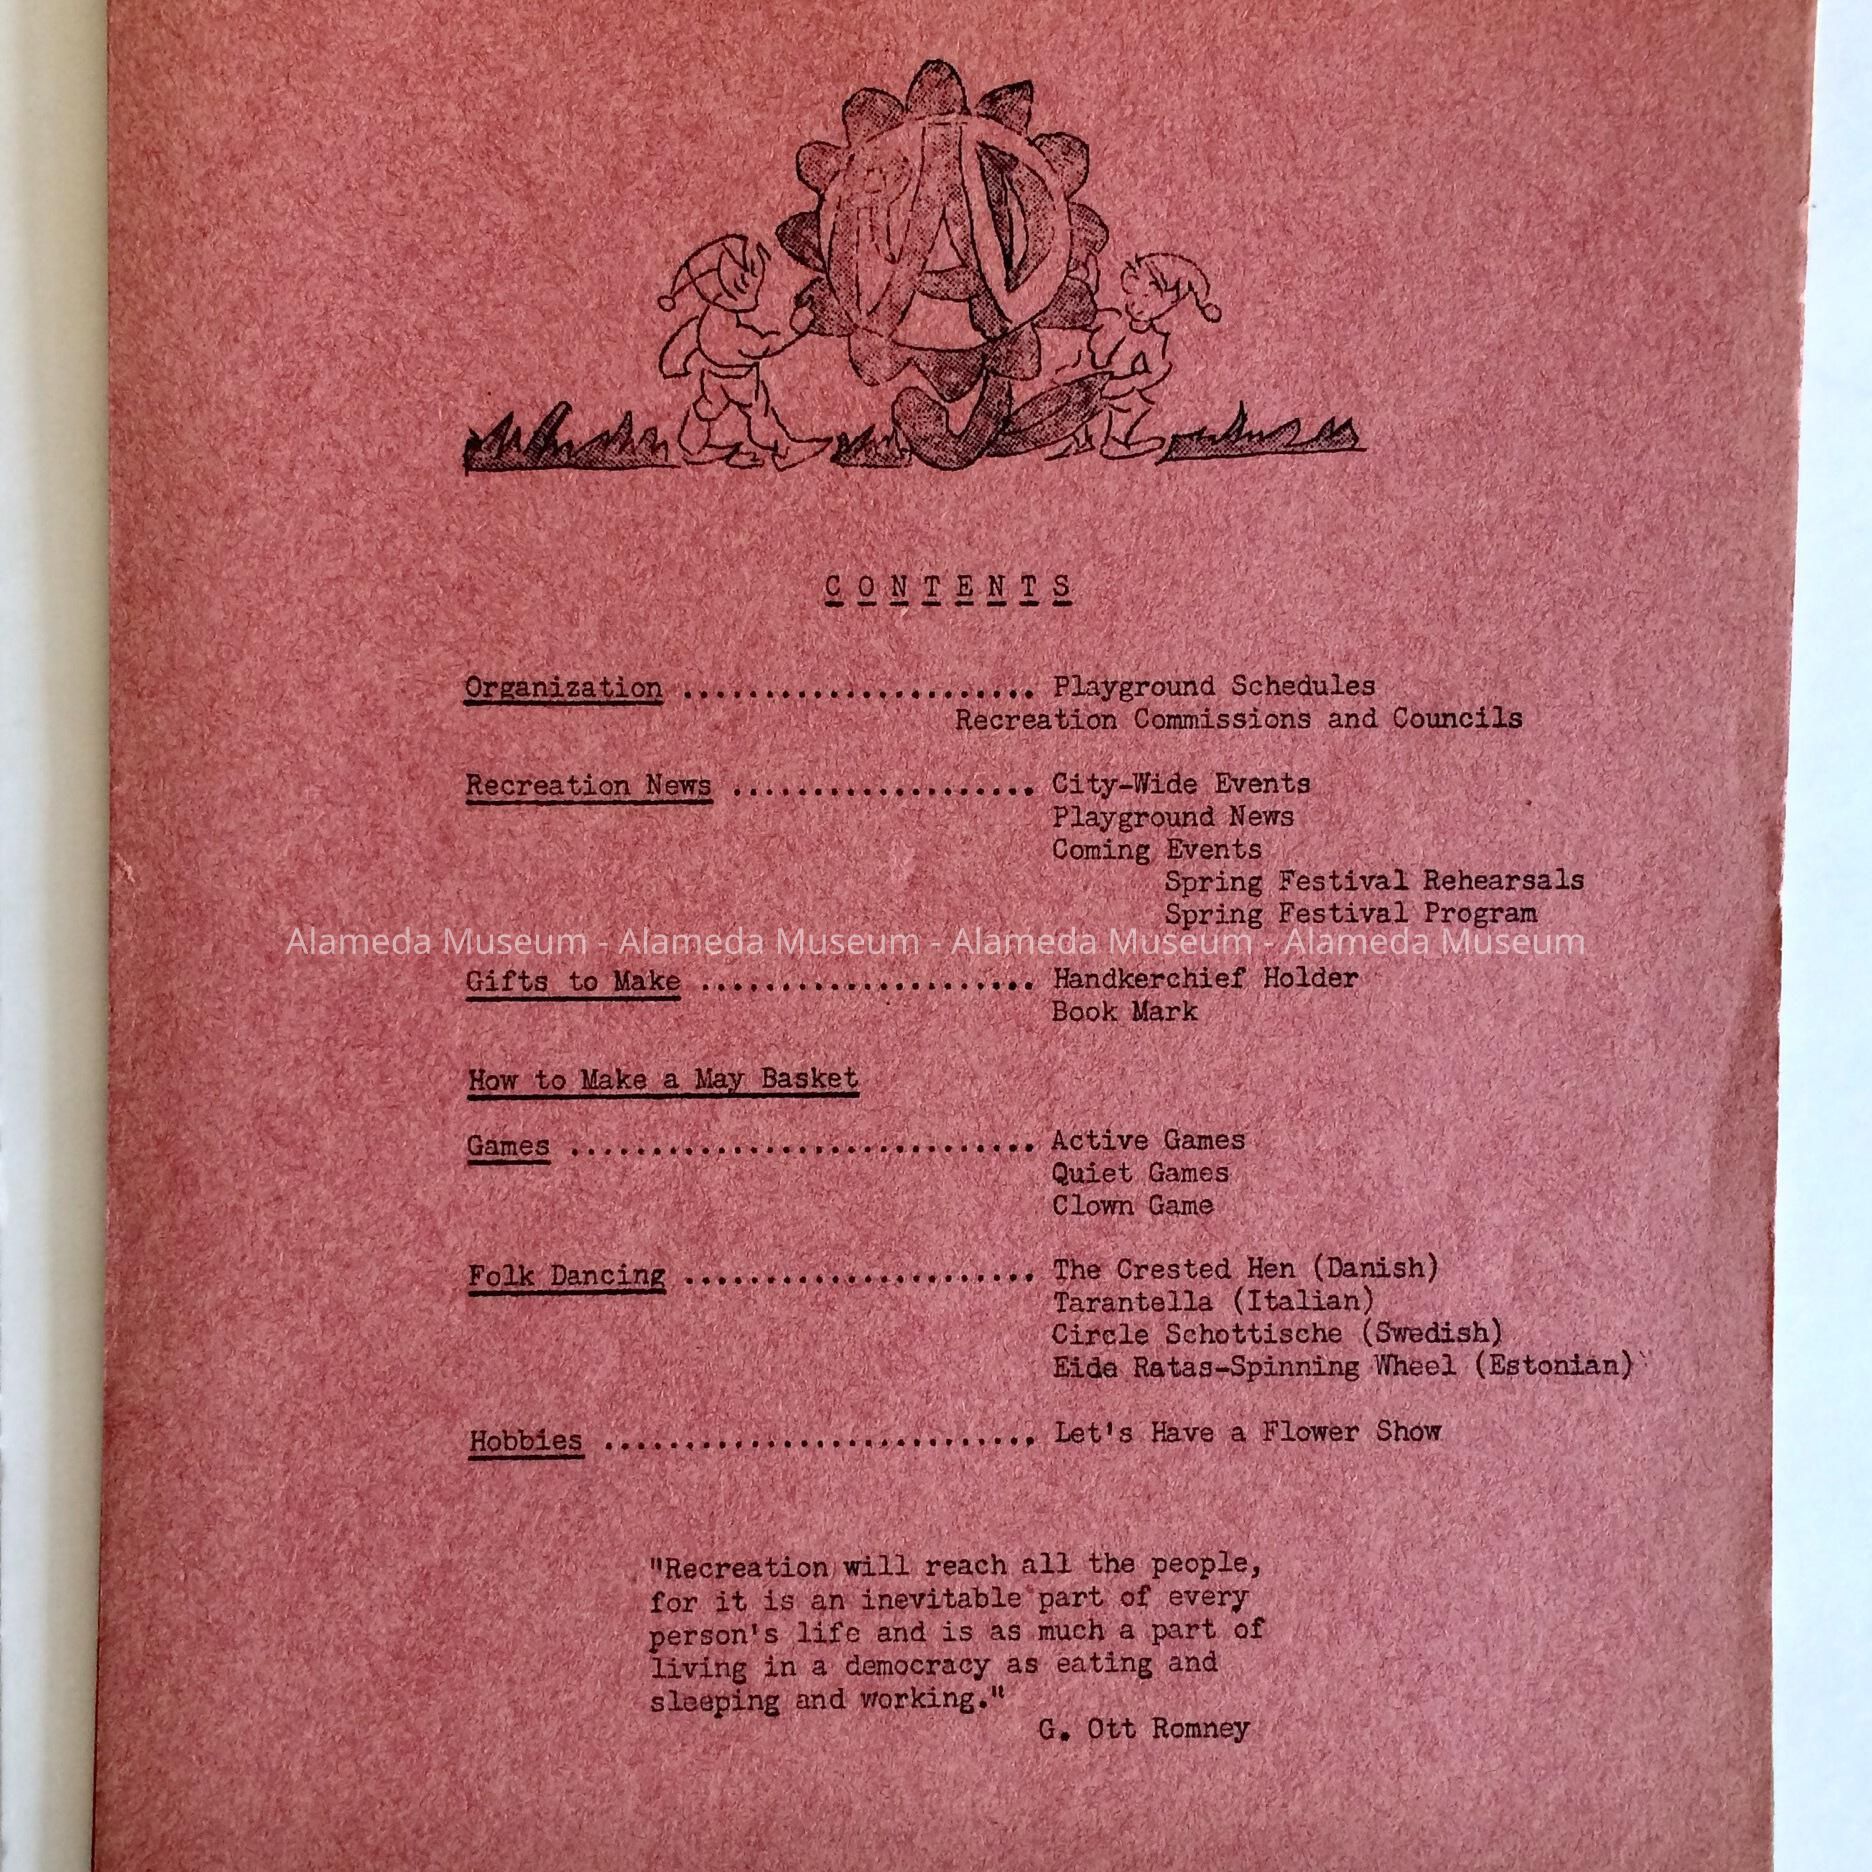 RAD
CONTENTS
Organization ...................... Playground Schedules
Recreation Commissions and Councils
Recreation News ................... City-Wide Events
Playground News
Coming Events
Spring Festival Rehearsals
Spring Festival Program
Alameda Museum - Alameda Museum - Alameda Museum - Alameda Museum
Gifts to Make ..................... Handkerchief Holder
Book Mark
How to Make a May Basket
Games ............................. Active Games
Quiet Games
Clown Game
Folk Dancing ...................... The Crested Hen (Danish)
Tarantella (Italian)
Circle Schottische (Swedish)
Eide Ratas-Spinning Wheel (Estonian)
Hobbies ........................... Let's Have a Flower Show
"Recreation will reach all the people,
for it is an inevitable part of every
person's life and is as much a part of
living in a democracy as eating and
sleeping and working."
G. Ott Romney